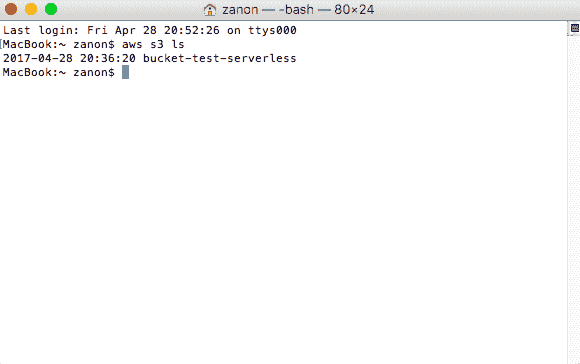 zanon — -bash — 80×24
Last login: Fri Apr 28 20:52:26 on ttys000
[MacBook:~ zanon$ aws s3 ls
2017-04-28 20:36:20 bucket-test-serverless
MacBook:~ zanon$